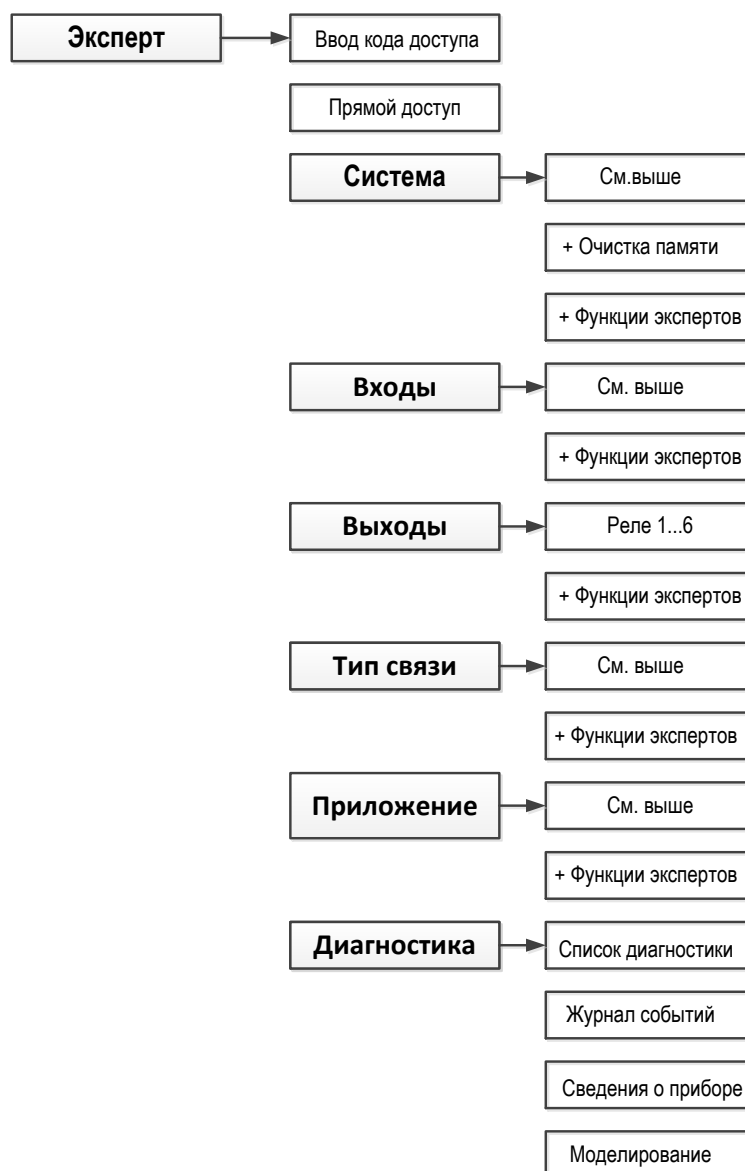 Эксперт
Ввод кода доступа
Прямой доступ
Система
См.выше
+ Очистка памяти
+ Функции экспертов
Входы
См. выше
+ Функции экспертов
Выходы
Реле 1...6
+ Функции экспертов
Тип связи
См. выше
+ Функции экспертов
Приложение
См. выше
+ Функции экспертов
Диагностика
Список диагностики
Журнал событий
Сведения о приборе
Моделирование